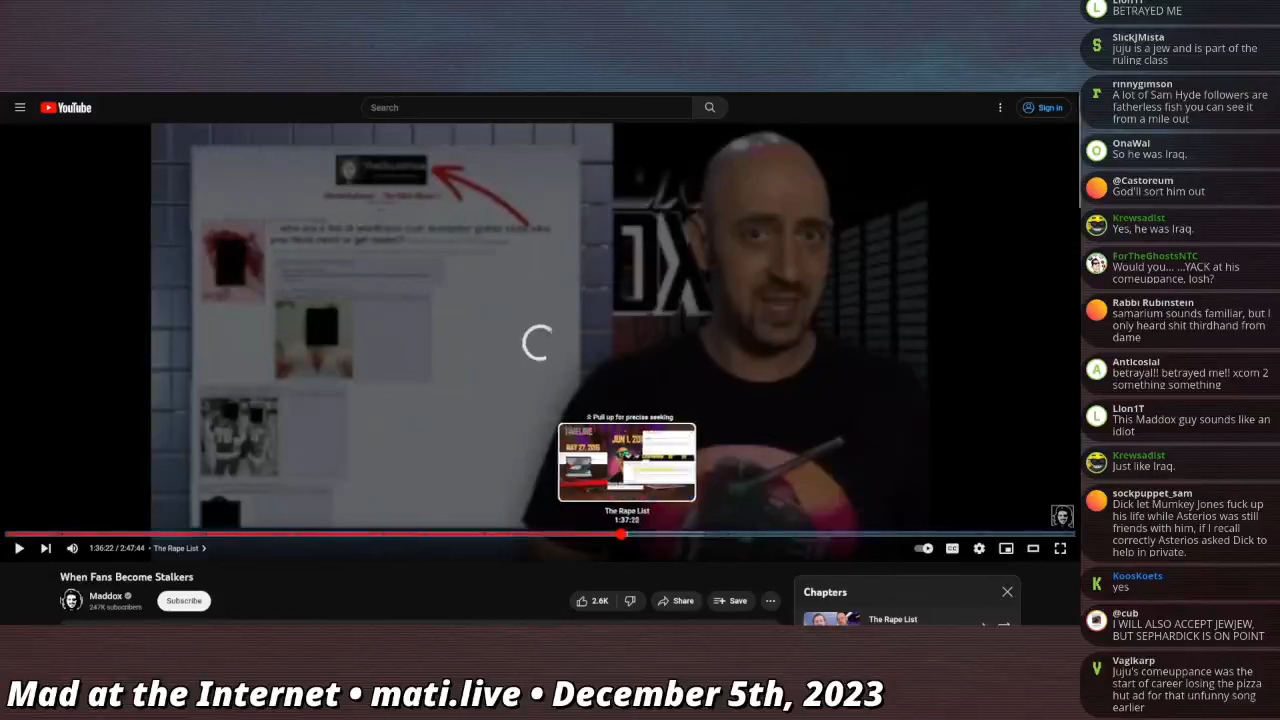 YouTube
Search
Sign in
Pull up for precise seeking
TIMELINE
The Rape List
1:37:22
1:36:22 / 2:47:44 • The Rape List
When Fans Become Stalkers
Maddox
247K subscribers
Subscribe
2.6K
Share
Save
Chapters
The Rape List
BETRAYED ME
SlickJMista
juju is a jew and is part of the
ruling class
rinnygimson
A lot of Sam Hyde followers are
fatherless fish you can see it
from a mile out
OnaWal
So he was Iraq.
@Castoreum
God'll sort him out
Krewsadist
Yes, he was Iraq.
ForTheGhostsNTC
Would you... ...YACK at his
comeuppance, Josh?
Rabbi Rubinstein
samarium sounds familiar, but I
only heard shit thirdhand from
dame
Anticosial
betrayal!! betrayed me!! xcom 2
something something
Lion1T
This Maddox guy sounds like an
idiot
Krewsadist
Just like Iraq.
sockpuppet_sam
Dick let Mumkey Jones fuck up
his life while Asterios was still
friends with him, if I recall
correctly Asterios asked Dick to
help in private.
KoosKoets
yes
@cub
I WILL ALSO ACCEPT JEWJEW,
BUT SEPHARDICK IS ON POINT
Vaglkarp
Juju's comeuppance was the
start of career losing the pizza
hut ad for that unfunny song
earlier
Mad at the Internet • mati.live • December 5th, 2023